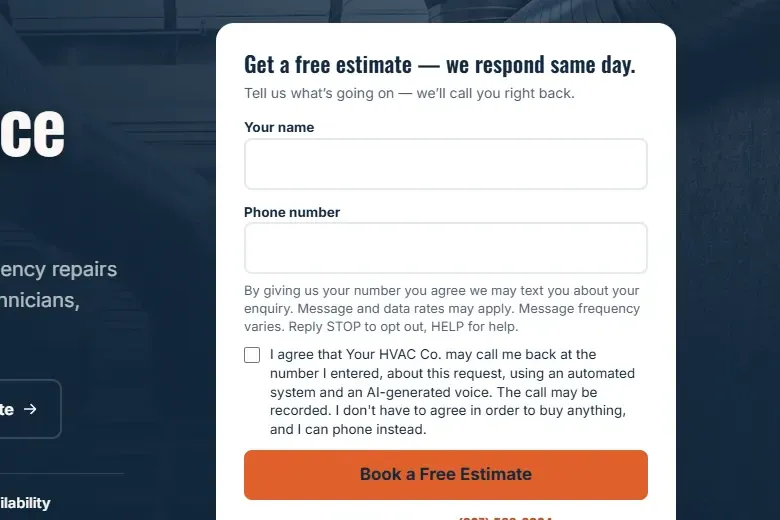 Get a free estimate — we respond same day.
Tell us what's going on — we'll call you right back.
Your name
Phone number
By giving us your number you agree we may text you about your
enquiry. Message and data rates may apply. Message frequency
varies. Reply STOP to opt out, HELP for help.
I agree that Your HVAC Co. may call me back at the
number I entered, about this request, using an automated
system and an AI-generated voice. The call may be
recorded. I don't have to agree in order to buy anything,
and I can phone instead.
Book a Free Estimate
ce
ency repairs
hnicians,
te →
ilability